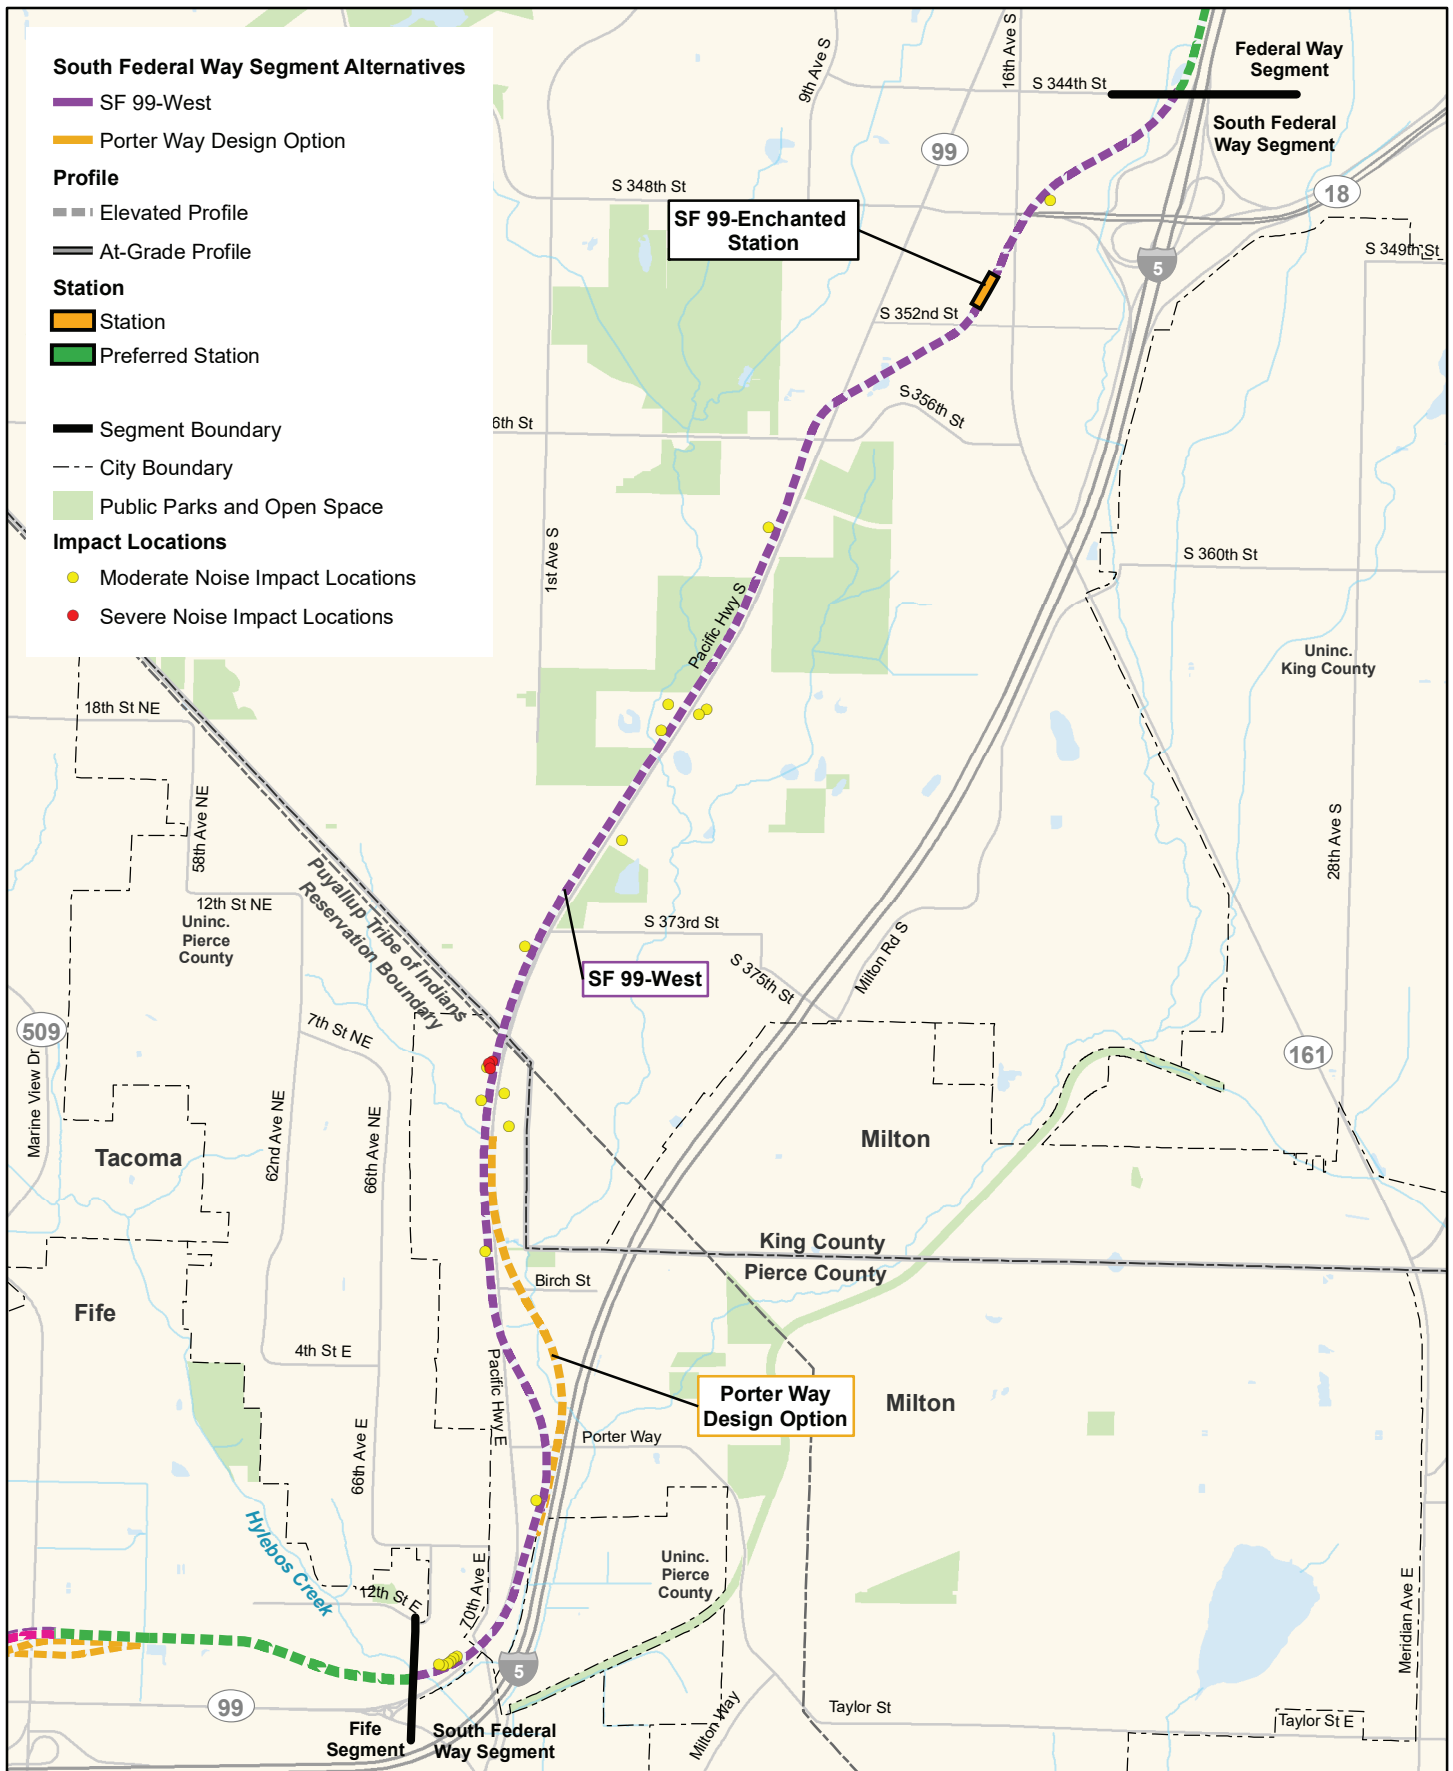 South Federal Way Segment Alternatives
SF 99-West
Porter Way Design Option
Profile
Elevated Profile
At-Grade Profile
Station
Station
Preferred Station
Segment Boundary
City Boundary
Public Parks and Open Space
Impact Locations
Moderate Noise Impact Locations
Severe Noise Impact Locations
Federal Way
Segment
South Federal
Way Segment
S 344th St
16th Ave S
9th Ave S
99
18
S 348th St
SF 99-Enchanted
Station
S 349th St
5
S 352nd St
S 356th St
6th St
1st Ave S
S 360th St
Pacific Hwy S
Uninc.
King County
18th St NE
58th Ave NE
12th St NE
Uninc.
Pierce
County
Puyallup Tribe of Indians
Reservation Boundary
28th Ave S
S 373rd St
SF 99-West
S 375th St
Milton Rd S
509
Marine View Dr
7th St NE
161
Tacoma
62nd Ave NE
66th Ave NE
Milton
King County
Pierce County
Birch St
Fife
4th St E
Pacific Hwy E
Porter Way
Design Option
Milton
Porter Way
66th Ave E
Hylebos Creek
12th St E
70th Ave E
Uninc.
Pierce
County
Meridian Ave E
5
99
Fife
Segment
South Federal
Way Segment
Milton Way
Taylor St
Taylor St E